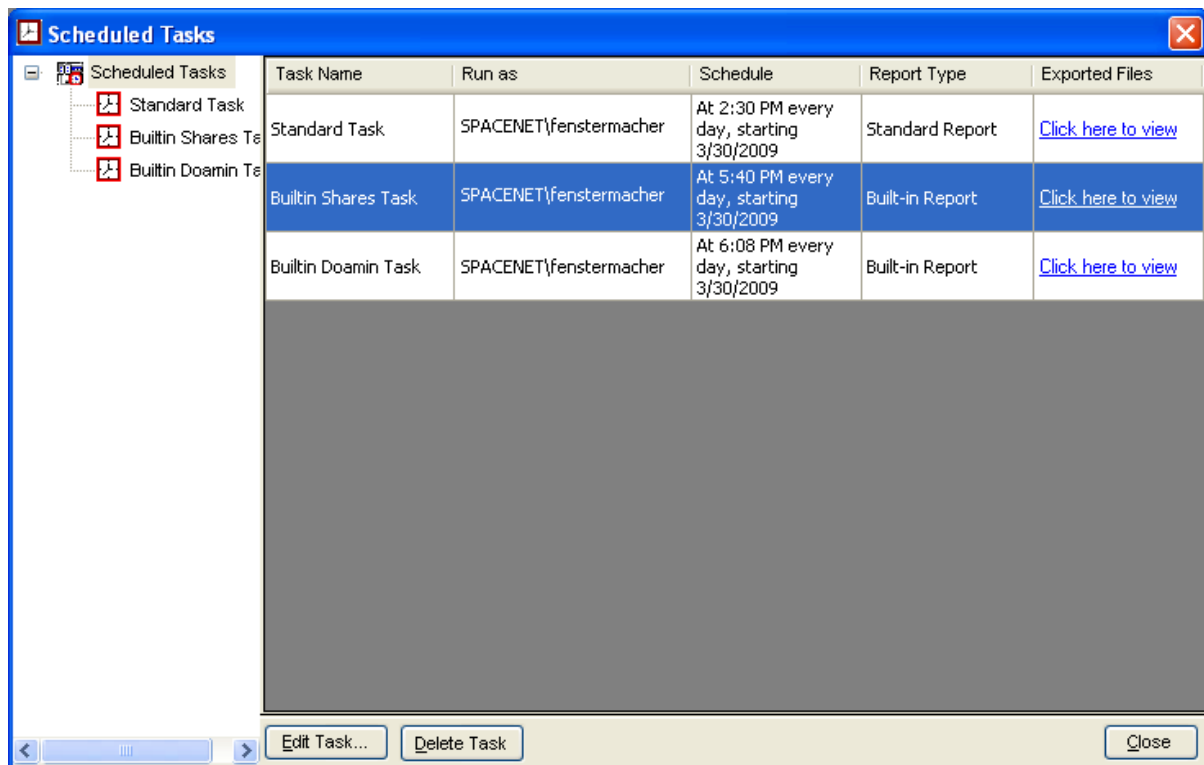 Scheduled Tasks
Scheduled Tasks
Standard Task
Builtin Shares Ta
Builtin Doamin Ta
Task Name Run as Schedule Report Type Exported Files
Standard Task SPACENET\fenstermacher At 2:30 PM every day, starting 3/30/2009 Standard Report Click here to view
Builtin Shares Task SPACENET\fenstermacher At 5:40 PM every day, starting 3/30/2009 Built-in Report Click here to view
Builtin Doamin Task SPACENET\fenstermacher At 6:08 PM every day, starting 3/30/2009 Built-in Report Click here to view
Edit Task... Delete Task Close